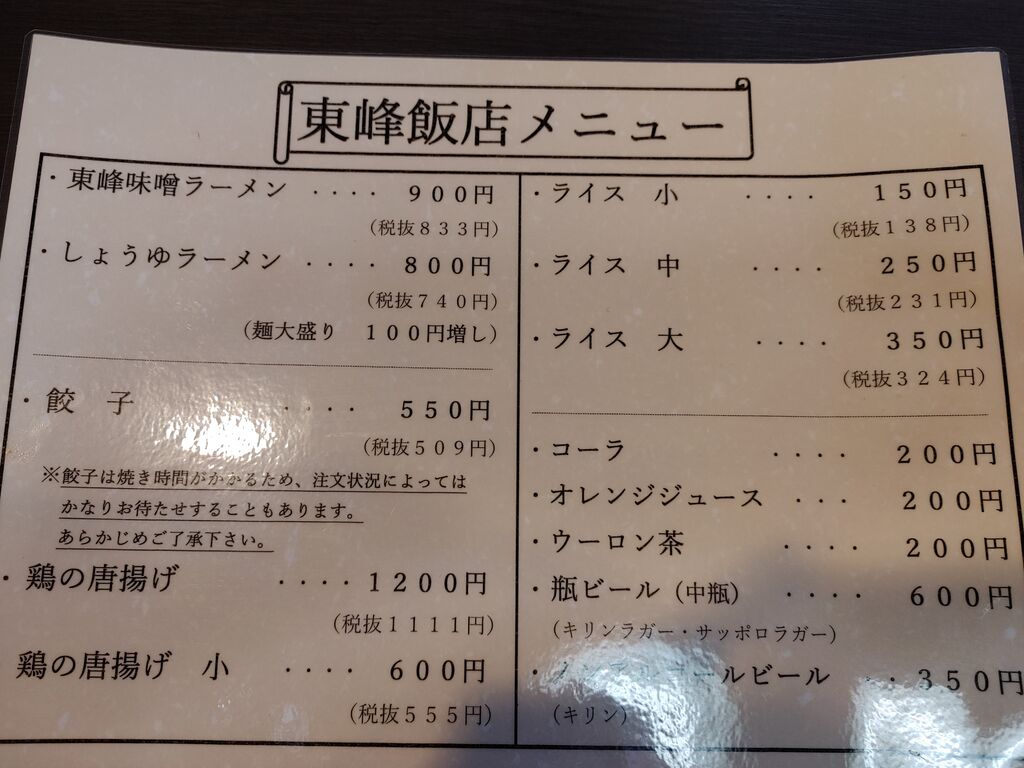 東峰飯店メニュー
・東峰味噌ラーメン ‥‥ ９００円
（税抜８３３円）
・しょうゆラーメン ‥‥ ８００円
（税抜７４０円）
（麺大盛り　１００円増し）
・餃　子 ‥‥ ５５０円
（税抜５０９円）
※餃子は焼き時間がかかるため、注文状況によっては
かなりお待たせすることもあります。
あらかじめご了承下さい。
・鶏の唐揚げ ‥‥ １２００円
（税抜１１１１円）
鶏の唐揚げ　小 ‥‥ ６００円
（税抜５５５円）
・ライス　小 ‥‥ １５０円
（税抜１３８円）
・ライス　中 ‥‥ ２５０円
（税抜２３１円）
・ライス　大 ‥‥ ３５０円
（税抜３２４円）
・コーラ ‥‥ ２００円
・オレンジジュース ‥・ ２００円
・ウーロン茶 ‥‥ ２００円
・瓶ビール（中瓶） ‥‥ ６００円
（キリンラガー・サッポロラガー）
・ノンアルコールビール ‥ ３５０円
（キリン）